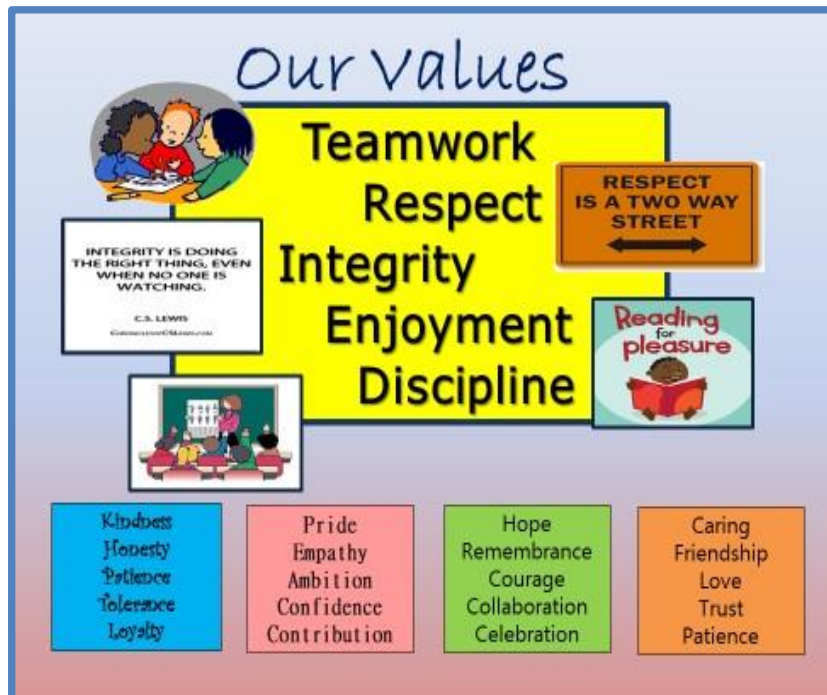 Our Values
Teamwork
Respect
Integrity
Enjoyment
Discipline
RESPECT
IS A TWO WAY
STREET
INTEGRITY IS DOING
THE RIGHT THING, EVEN
WHEN NO ONE IS
WATCHING.
C.S. LEWIS
Reading
for
pleasure
Kindness
Honesty
Patience
Tolerance
Loyalty
Pride
Empathy
Ambition
Confidence
Contribution
Hope
Remembrance
Courage
Collaboration
Celebration
Caring
Friendship
Love
Trust
Patience